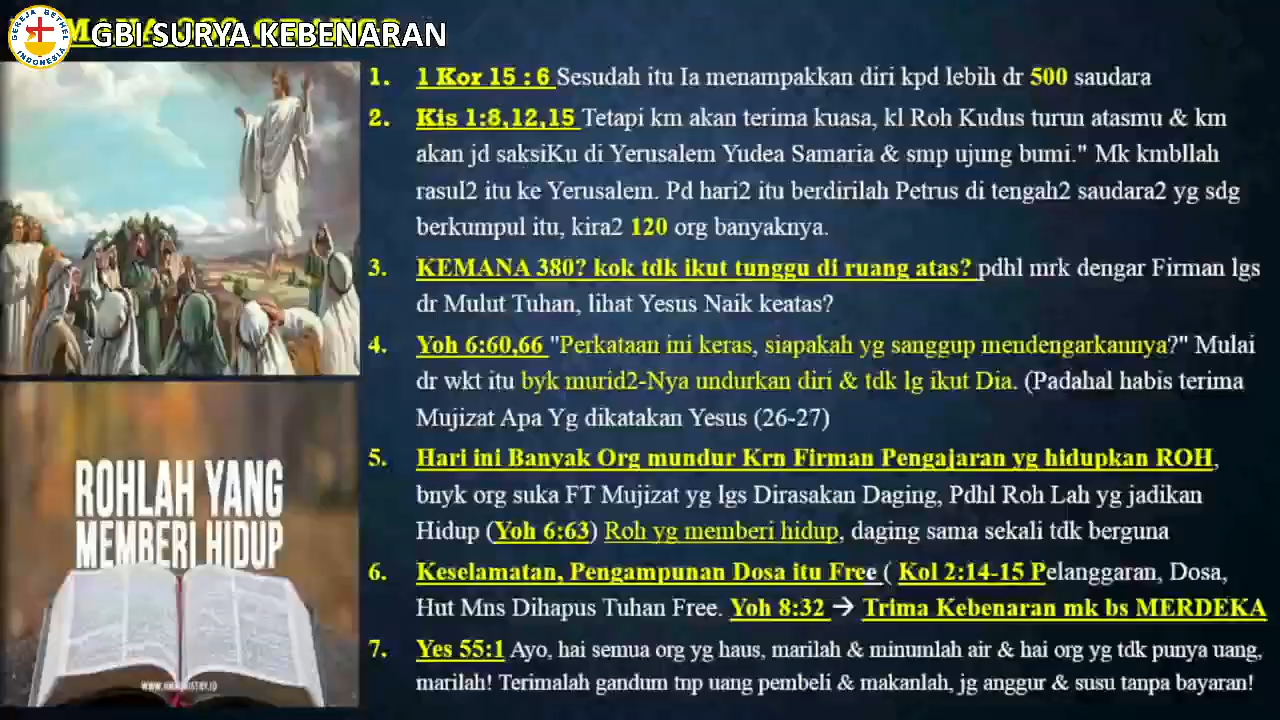 GEREJA BETHEL
INDONESIA
GBI SURYA KEBENARAN
1. 1 Kor 15 : 6 Sesudah itu Ia menampakkan diri kpd lebih dr 500 saudara
2. Kis 1:8,12,15 Tetapi km akan terima kuasa, kl Roh Kudus turun atasmu & km
akan jd saksiKu di Yerusalem Yudea Samaria & smp ujung bumi." Mk kmbllah
rasul2 itu ke Yerusalem. Pd hari2 itu berdirilah Petrus di tengah2 saudara2 yg sdg
berkumpul itu, kira2 120 org banyaknya.
3. KEMANA 380? kok tdk ikut tunggu di ruang atas? pdhl mrk dengar Firman lgs
dr Mulut Tuhan, lihat Yesus Naik keatas?
4. Yoh 6:60,66 "Perkataan ini keras, siapakah yg sanggup mendengarkannya?" Mulai
dr wkt itu byk murid2-Nya undurkan diri & tdk lg ikut Dia. (Padahal habis terima
Mujizat Apa Yg dikatakan Yesus (26-27)
5. Hari ini Banyak Org mundur Krn Firman Pengajaran yg hidupkan ROH,
bnyk org suka FT Mujizat yg lgs Dirasakan Daging, Pdhl Roh Lah yg jadikan
Hidup (Yoh 6:63) Roh yg memberi hidup, daging sama sekali tdk berguna
6. Keselamatan, Pengampunan Dosa itu Free ( Kol 2:14-15 Pelanggaran, Dosa,
Hut Mns Dihapus Tuhan Free. Yoh 8:32 → Trima Kebenaran mk bs MERDEKA
7. Yes 55:1 Ayo, hai semua org yg haus, marilah & minumlah air & hai org yg tdk punya uang,
marilah! Terimalah gandum tnp uang pembeli & makanlah, jg anggur & susu tanpa bayaran!
ROHLAH YANG
MEMBERI HIDUP